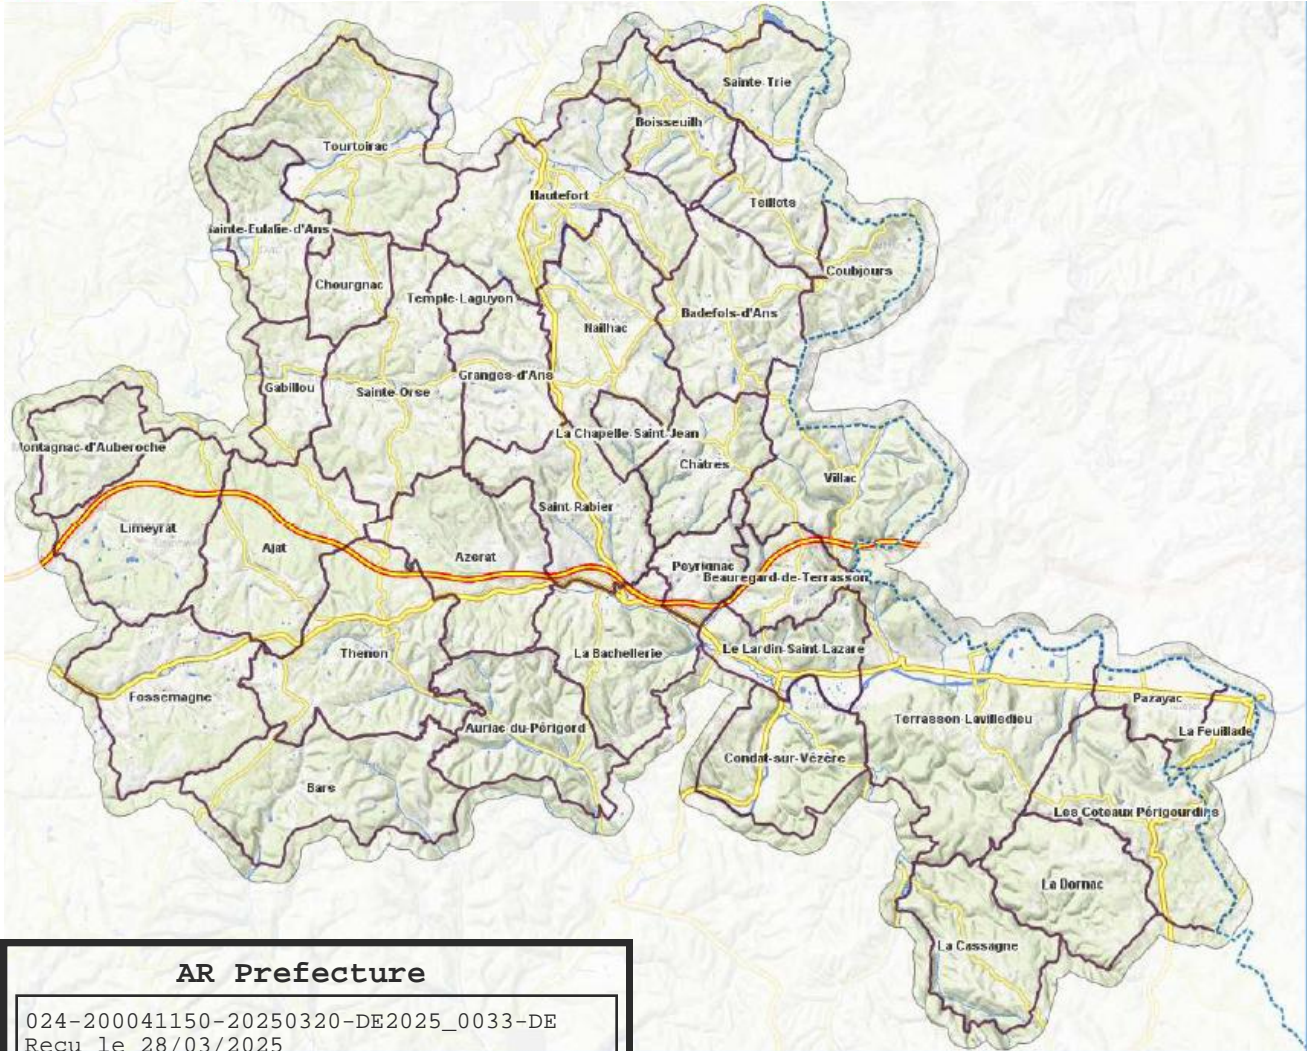 Sainte-Trie
Boisseuilh
Tourtoirac
Hautefort
Teillots
Sainte-Eulalie-d'Ans
Coubjours
Chourgnac
Temple-Laguyon
Badefols-d'Ans
Nailhac
Granges-d'Ans
Gabillou
Sainte-Orse
La Chapelle-Saint-Jean
Montagnac-d'Auberoche
Châtres
Villac
Saint-Rabier
Limeyrat
Ajat
Azerat
Peyrignac
Beauregard-de-Terrasson
Le Lardin-Saint-Lazare
Thenon
La Bachellerie
Fossemagne
Pazayac
Terrasson-Lavilledieu
Auriac-du-Périgord
La Feuillade
Condat-sur-Vézère
Bars
Les Coteaux Périgourdins
La Dornac
La Cassagne
AR Prefecture
024-200041150-20250320-DE2025_0033-DE
Reçu le 28/03/2025